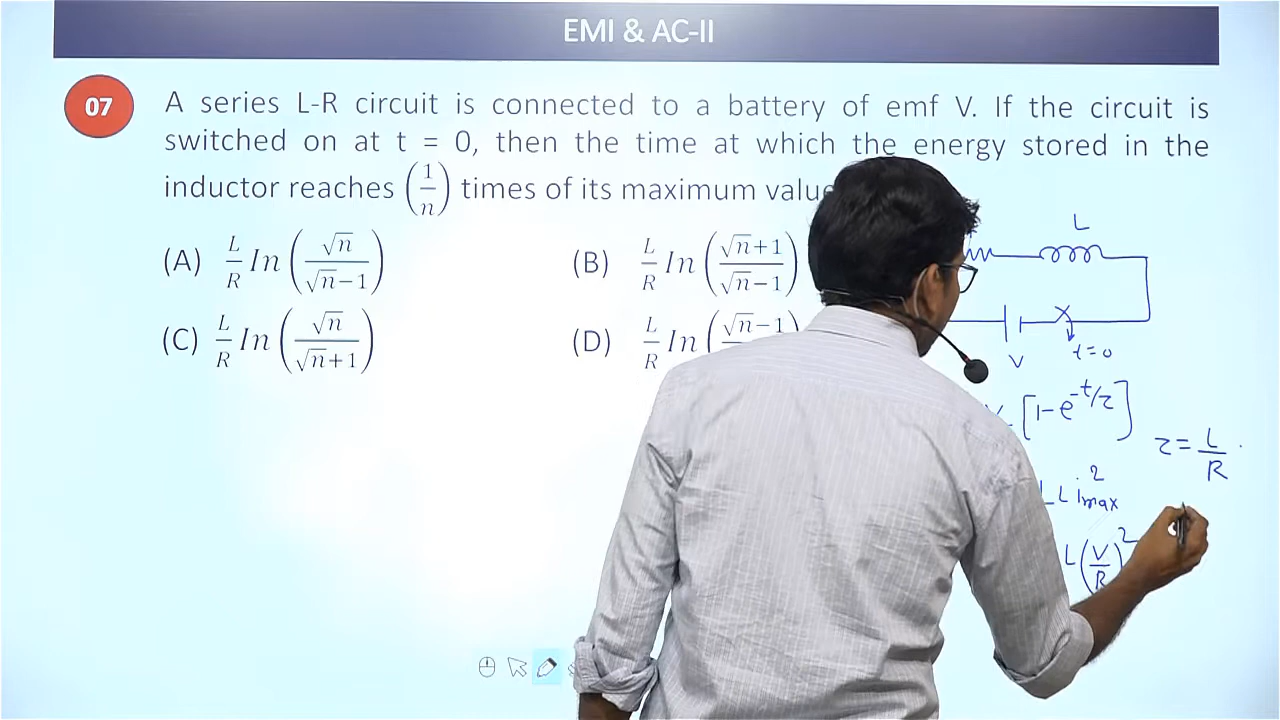 EMI & AC-II
07
A series L-R circuit is connected to a battery of emf V. If the circuit is
switched on at t = 0, then the time at which the energy stored in the
inductor reaches (1/n) times of its maximum value
(A) L/R In (√n / √n−1)
(B) L/R In (√n+1 / √n−1)
(C) L/R In (√n / √n+1)
(D) L/R In (√n−1
L
V
t=0
[1-e^-t/τ]
τ = L/R
L i²max
L(V/R)²